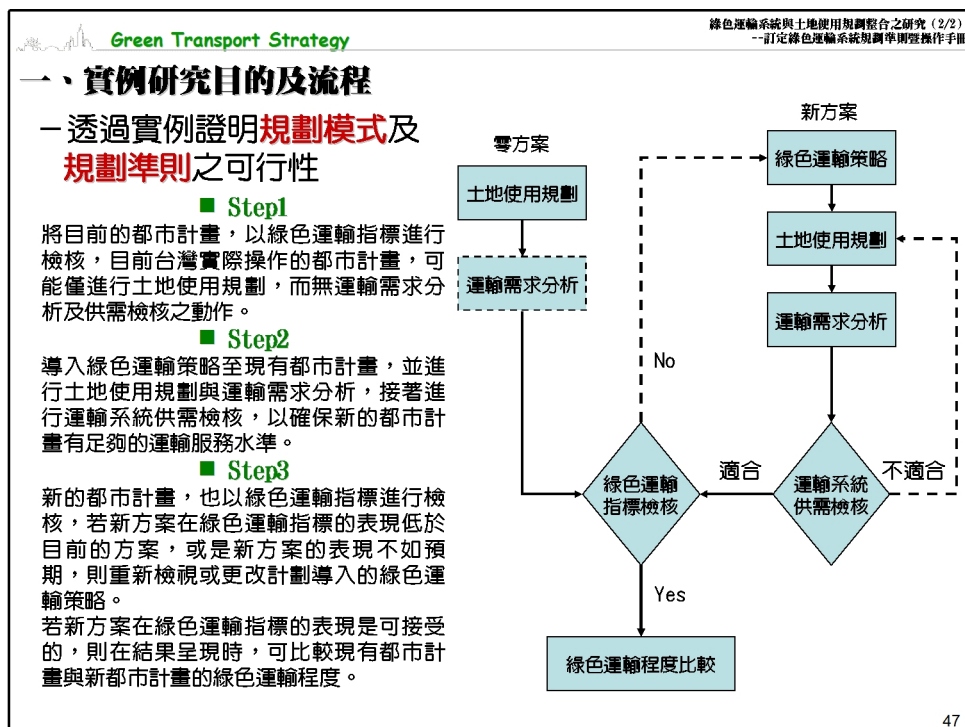 綠色運輸系統與土地使用規劃整合之研究(2/2)
--訂定綠色運輸系統規劃準則暨操作手冊
Green Transport Strategy
一、實例研究目的及流程
–透過實例證明規劃模式及
規劃準則之可行性
■ Step1
將目前的都市計畫，以綠色運輸指標進行
檢核，目前台灣實際操作的都市計畫，可
能僅進行土地使用規劃，而無運輸需求分
析及供需檢核之動作。
■ Step2
導入綠色運輸策略至現有都市計畫，並進
行土地使用規劃與運輸需求分析，接著進
行運輸系統供需檢核，以確保新的都市計
畫有足夠的運輸服務水準。
■ Step3
新的都市計畫，也以綠色運輸指標進行檢
核，若新方案在綠色運輸指標的表現低於
目前的方案，或是新方案的表現不如預
期，則重新檢視或更改計劃導入的綠色運
輸策略。
若新方案在綠色運輸指標的表現是可接受
的，則在結果呈現時，可比較現有都市計
畫與新都市計畫的綠色運輸程度。
零方案
土地使用規劃
運輸需求分析
新方案
綠色運輸策略
土地使用規劃
運輸需求分析
運輸系統
供需檢核
適合
不適合
綠色運輸
指標檢核
No
Yes
綠色運輸程度比較
47